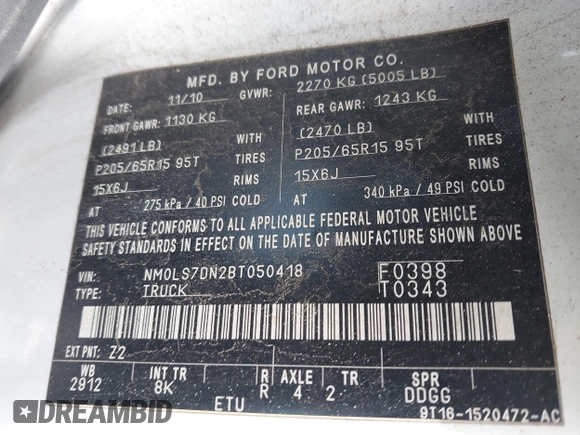 MFD. BY FORD MOTOR CO.
DATE: 11/10 GVWR: 2270 KG (5005 LB)
FRONT GAWR: 1130 KG REAR GAWR: 1243 KG
(2491 LB) WITH (2470 LB) WITH
P205/65R15 95T TIRES P205/65R15 95T TIRES
15X6J RIMS 15X6J RIMS
AT 275 kPa / 40 PSI COLD AT 340 kPa / 49 PSI COLD
THIS VEHICLE CONFORMS TO ALL APPLICABLE FEDERAL MOTOR VEHICLE
SAFETY STANDARDS IN EFFECT ON THE DATE OF MANUFACTURE SHOWN ABOVE
VIN: NM0LS7DN2BT050418 F0398
TYPE: TRUCK T0343
EXT PNT: Z2
WB INT TR R AXLE TR SPR
2912 8K R 4 2 DDGG
ETU 9T16-1520472-AC
DREAMBID